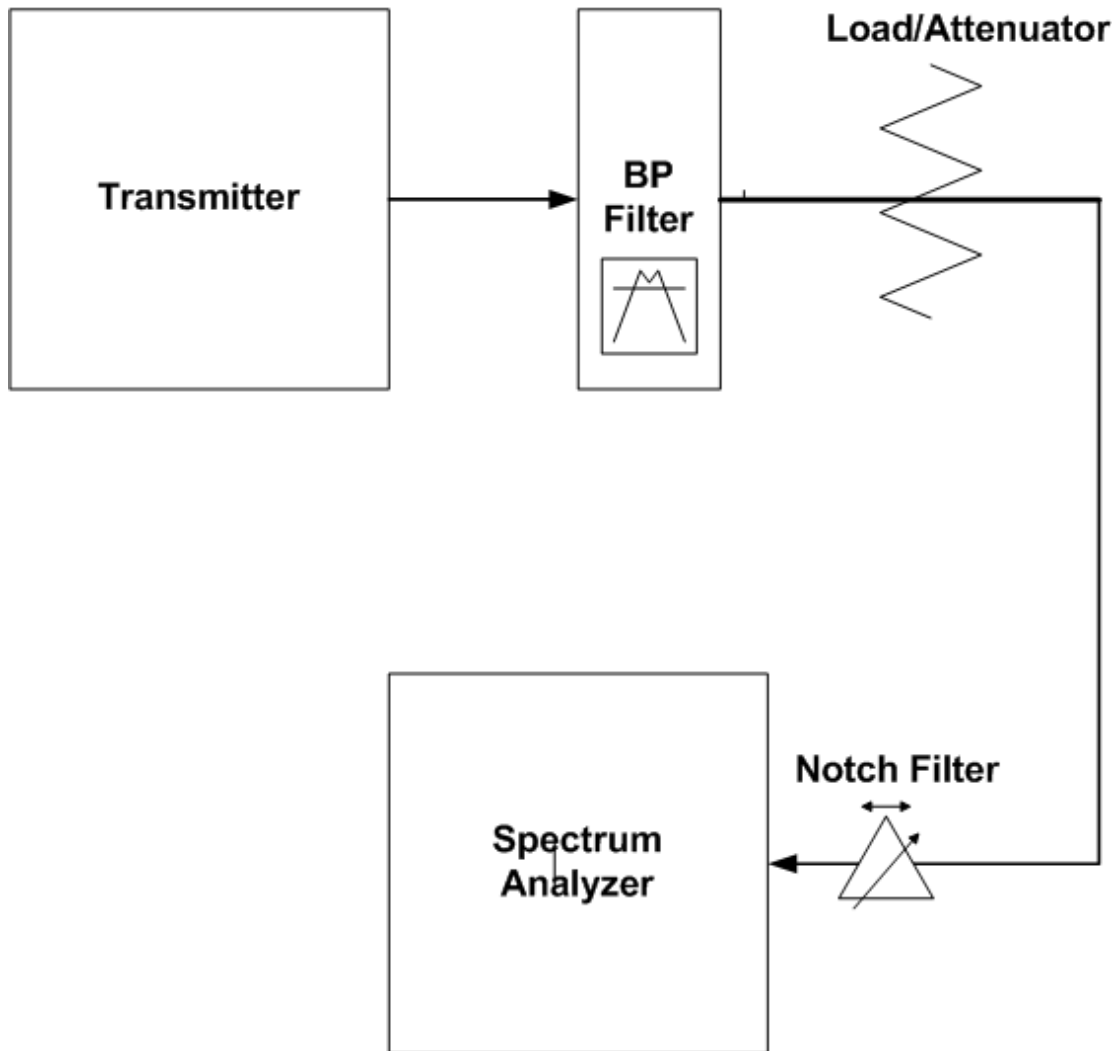 Load/Attenuator
Transmitter
BP
Filter
Notch Filter
Spectrum
Analyzer